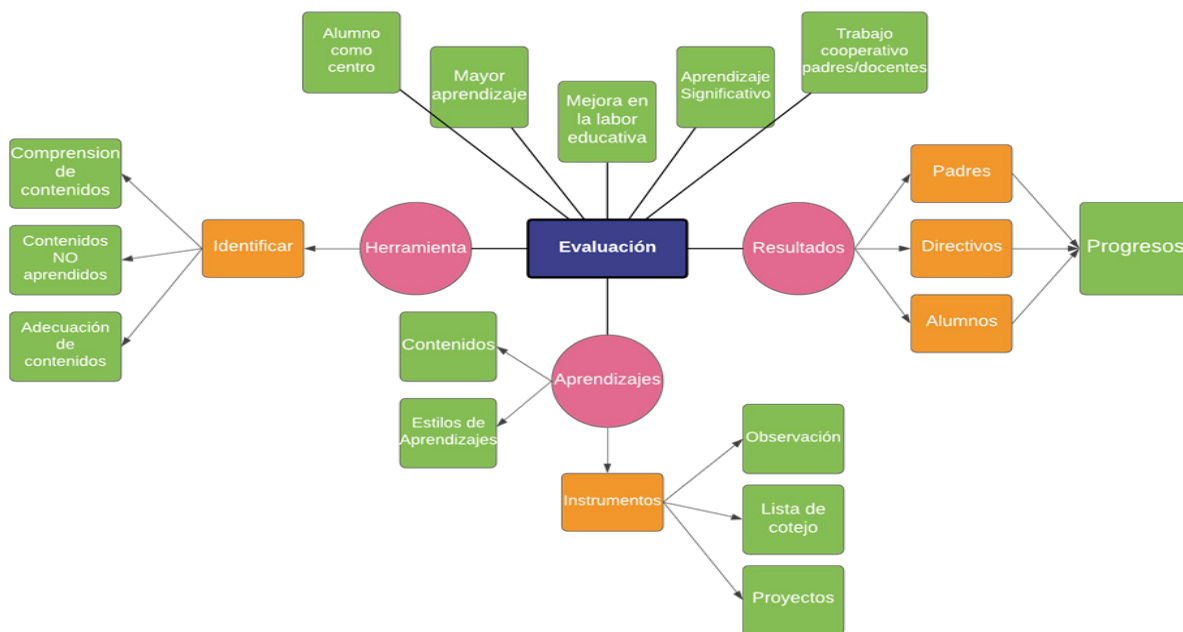 Alumno
como
centro
Mayor
aprendizaje
Mejora en
la labor
educativa
Aprendizaje
Significativo
Trabajo
cooperativo
padres/docentes
Comprension
de
contenidos
Contenidos
NO
aprendidos
Adecuación
de
contenidos
Identificar
Herramienta
Evaluación
Resultados
Padres
Directivos
Alumnos
Progresos
Contenidos
Estilos de
Aprendizajes
Aprendizajes
Instrumentos
Observación
Lista de
cotejo
Proyectos